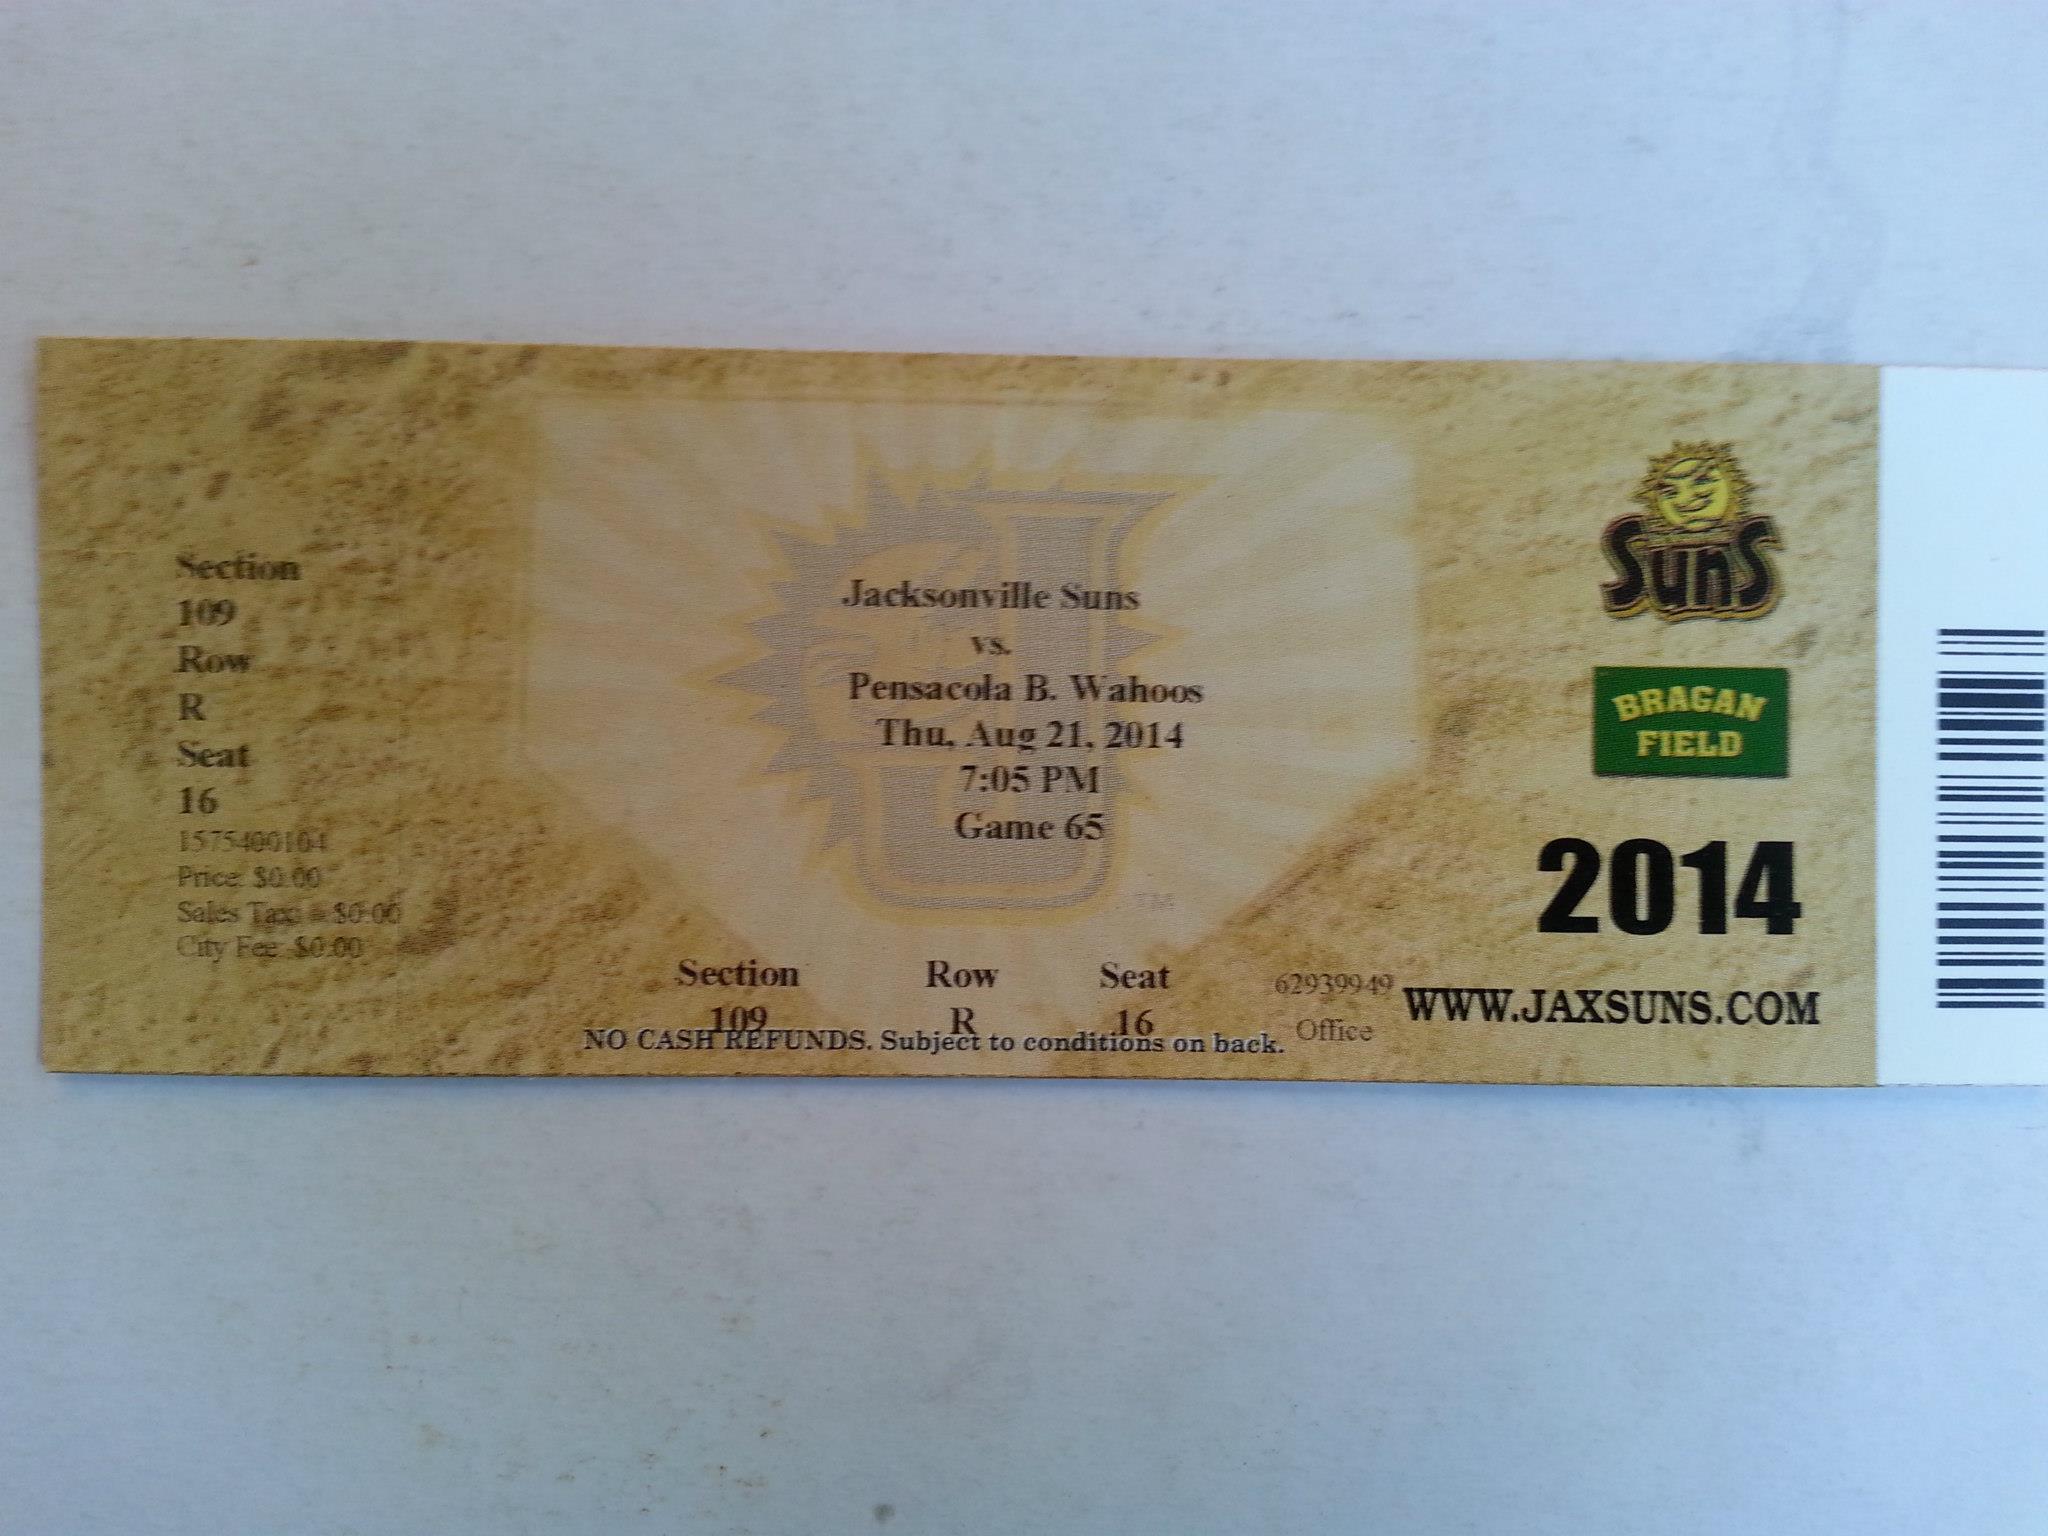 Section
109
Row
R
Seat
16
1575400104
Price: $0.00
Sales Tax: = $0.00
City Fee: $0.00
Jacksonville Suns
vs.
Pensacola B. Wahoos
Thu, Aug 21, 2014
7:05 PM
Game 65
TM
Section Row Seat
109 R 16
NO CASH REFUNDS. Subject to conditions on back.
62939949
Office
Suns
BRAGAN
FIELD
2014
WWW.JAXSUNS.COM